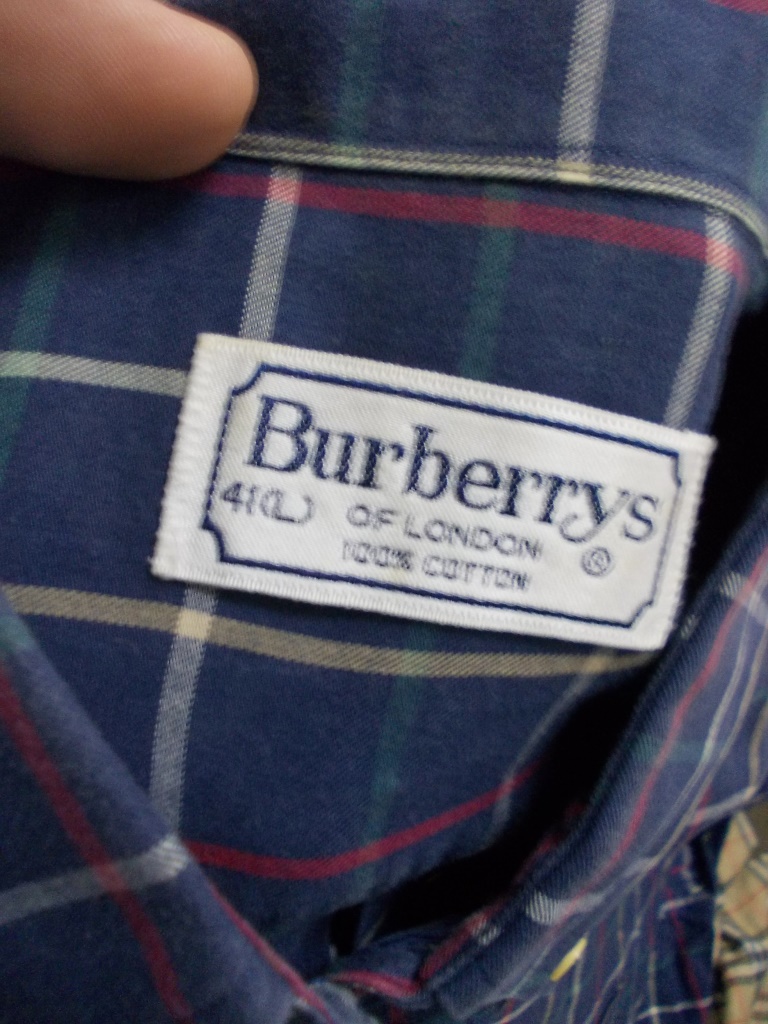 Burberrys
41(L) OF LONDON
100% COTTON ®